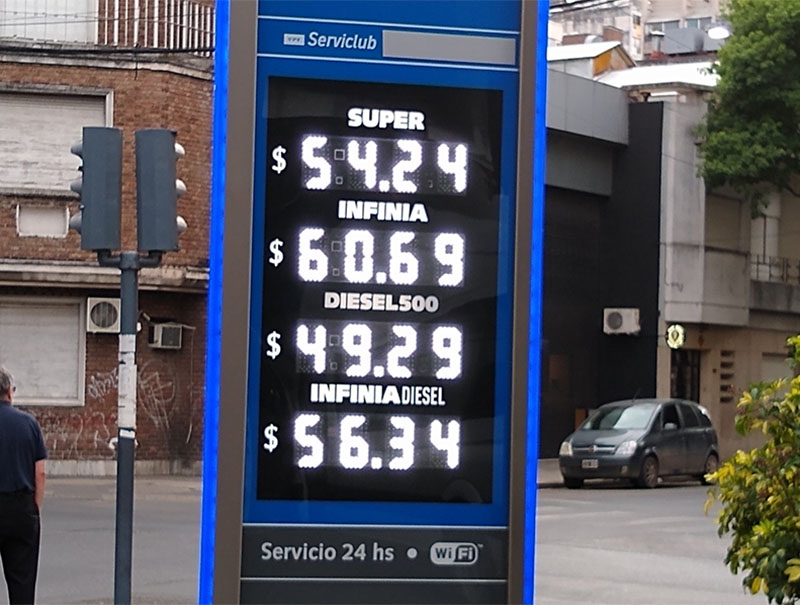 YPF Serviclub
SUPER
$ 54.24
INFINIA
$ 60.69
DIESEL500
$ 49.29
INFINIA DIESEL
$ 56.34
Servicio 24 hs • WiFi